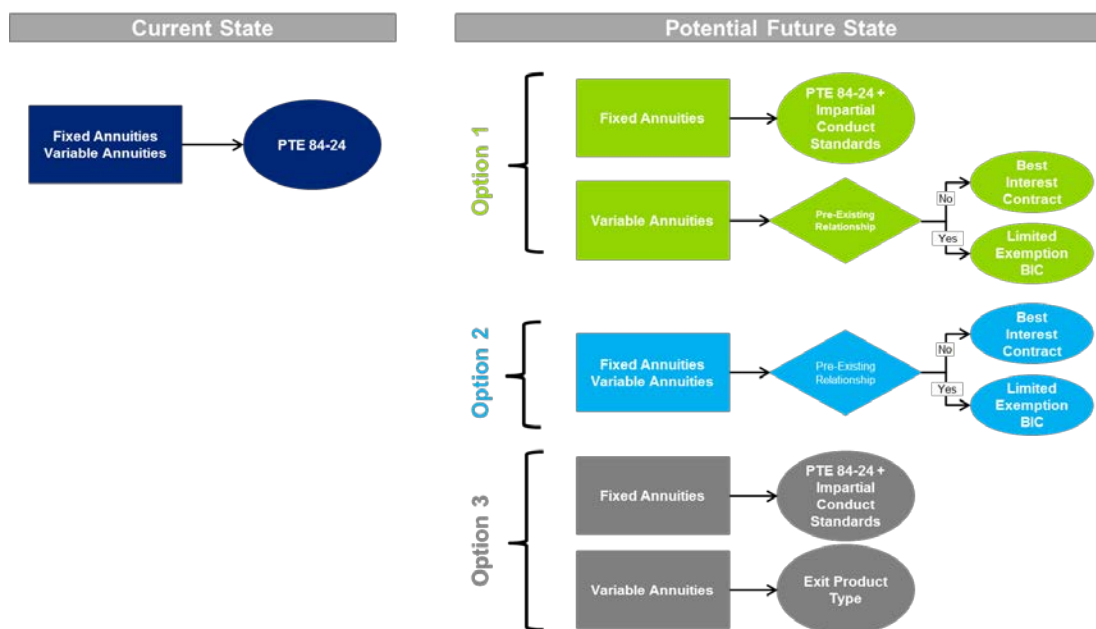 Current State
Potential Future State
Fixed Annuities
Variable Annuities
PTE 84-24
Option 1
Fixed Annuities
PTE 84-24 +
Impartial
Conduct
Standards
Variable Annuities
Pre-Existing
Relationship
No
Best
Interest
Contract
Yes
Limited
Exemption
BIC
Option 2
Fixed Annuities
Variable Annuities
Pre-Existing
Relationship
No
Best
Interest
Contract
Yes
Limited
Exemption
BIC
Option 3
Fixed Annuities
PTE 84-24 +
Impartial
Conduct
Standards
Variable Annuities
Exit Product
Type